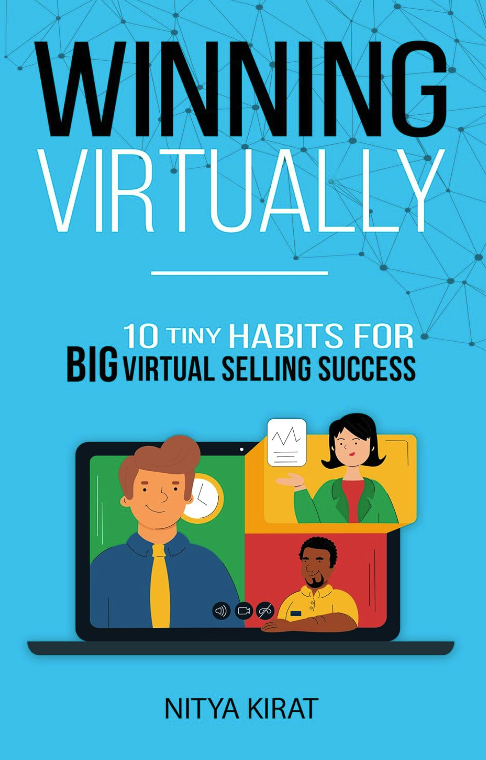 WINNING
VIRTUALLY
10 TINY HABITS FOR
BIG VIRTUAL SELLING SUCCESS
NITYA KIRAT